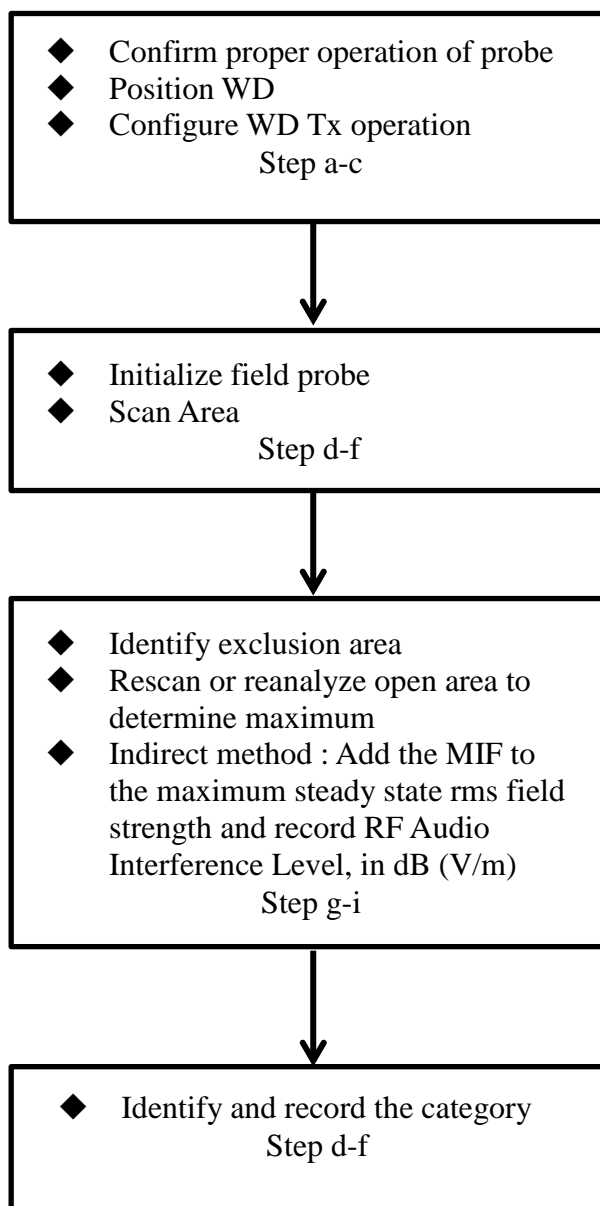 ◆ Confirm proper operation of probe
◆ Position WD
◆ Configure WD Tx operation
Step a-c
◆ Initialize field probe
◆ Scan Area
Step d-f
◆ Identify exclusion area
◆ Rescan or reanalyze open area to
determine maximum
◆ Indirect method : Add the MIF to
the maximum steady state rms field
strength and record RF Audio
Interference Level, in dB (V/m)
Step g-i
◆ Identify and record the category
Step d-f